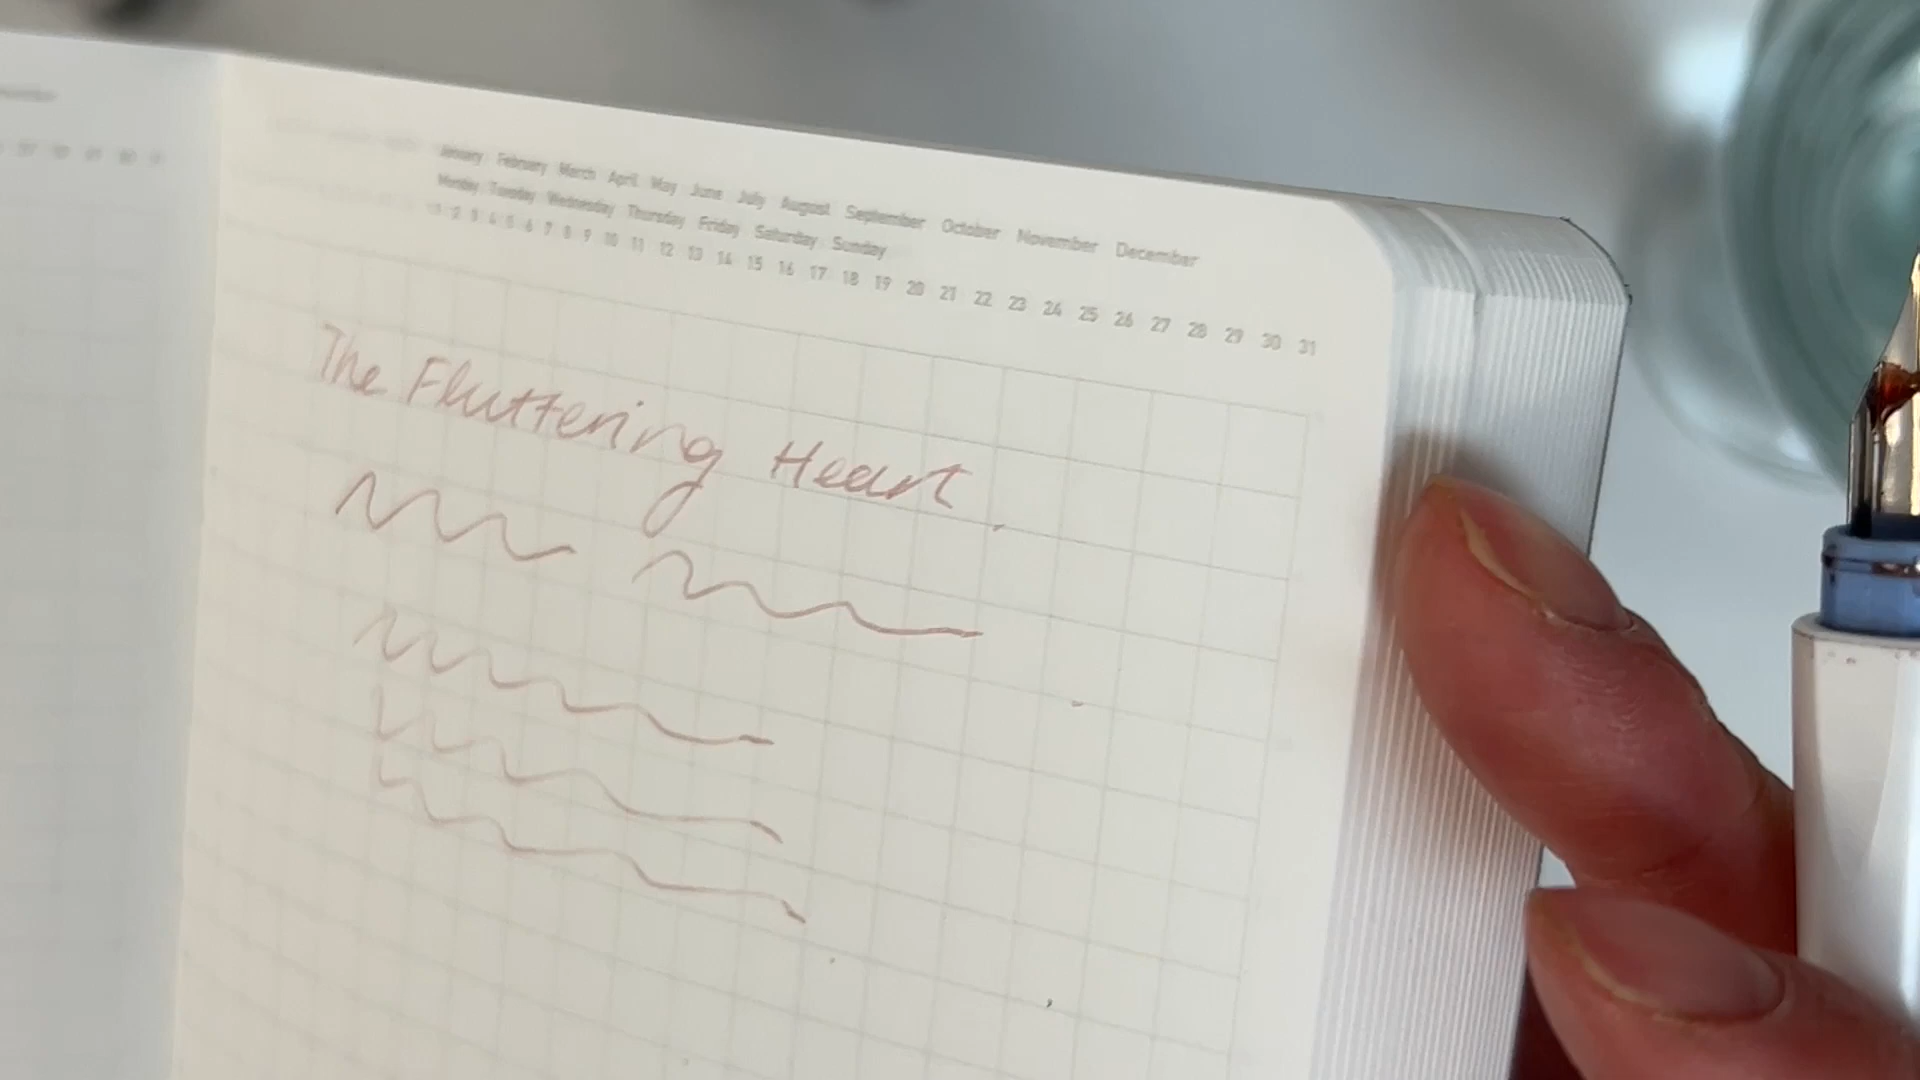 January February March April May June July August September October November December
Monday Tuesday Wednesday Thursday Friday Saturday Sunday
1 2 3 4 5 6 7 8 9 10 11 12 13 14 15 16 17 18 19 20 21 22 23 24 25 26 27 28 29 30 31
The Fluttering Heart.